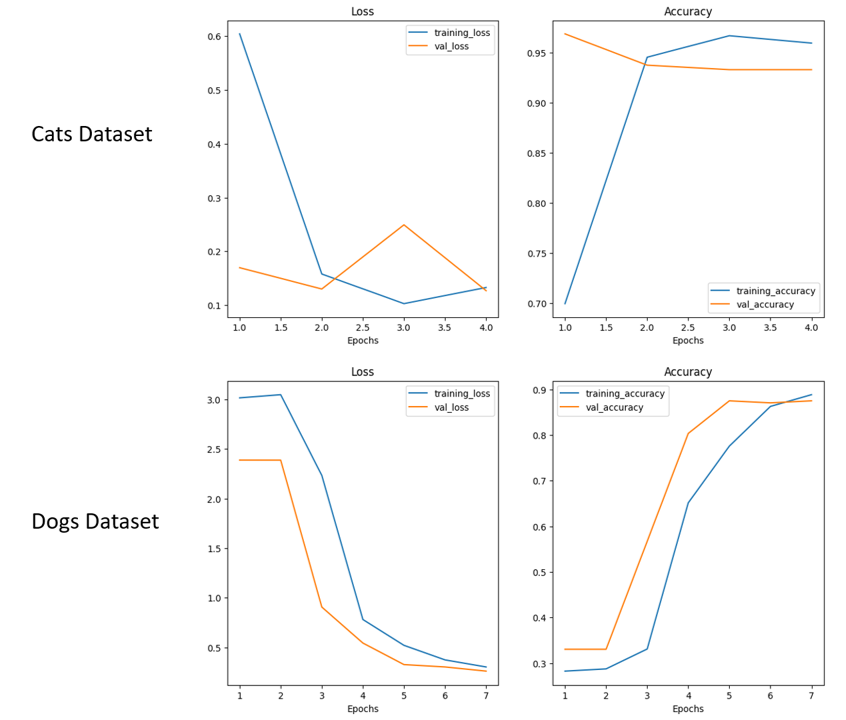 Cats Dataset
Loss
training_loss
val_loss
0.6
0.5
0.4
0.3
0.2
0.1
1.0 1.5 2.0 2.5 3.0 3.5 4.0
Epochs
Accuracy
0.95
0.90
0.85
0.80
0.75
0.70
training_accuracy
val_accuracy
1.0 1.5 2.0 2.5 3.0 3.5 4.0
Epochs
Dogs Dataset
Loss
training_loss
val_loss
3.0
2.5
2.0
1.5
1.0
0.5
1 2 3 4 5 6 7
Epochs
Accuracy
training_accuracy
val_accuracy
0.9
0.8
0.7
0.6
0.5
0.4
0.3
1 2 3 4 5 6 7
Epochs